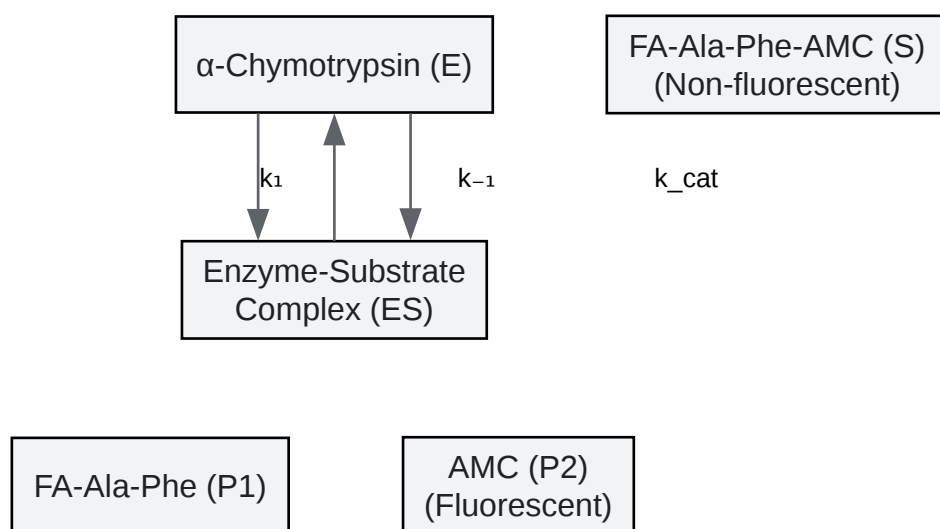 α-Chymotrypsin (E)
FA-Ala-Phe-AMC (S)
(Non-fluorescent)
k₁
k₋₁
k_cat
Enzyme-Substrate
Complex (ES)
FA-Ala-Phe (P1)
AMC (P2)
(Fluorescent)